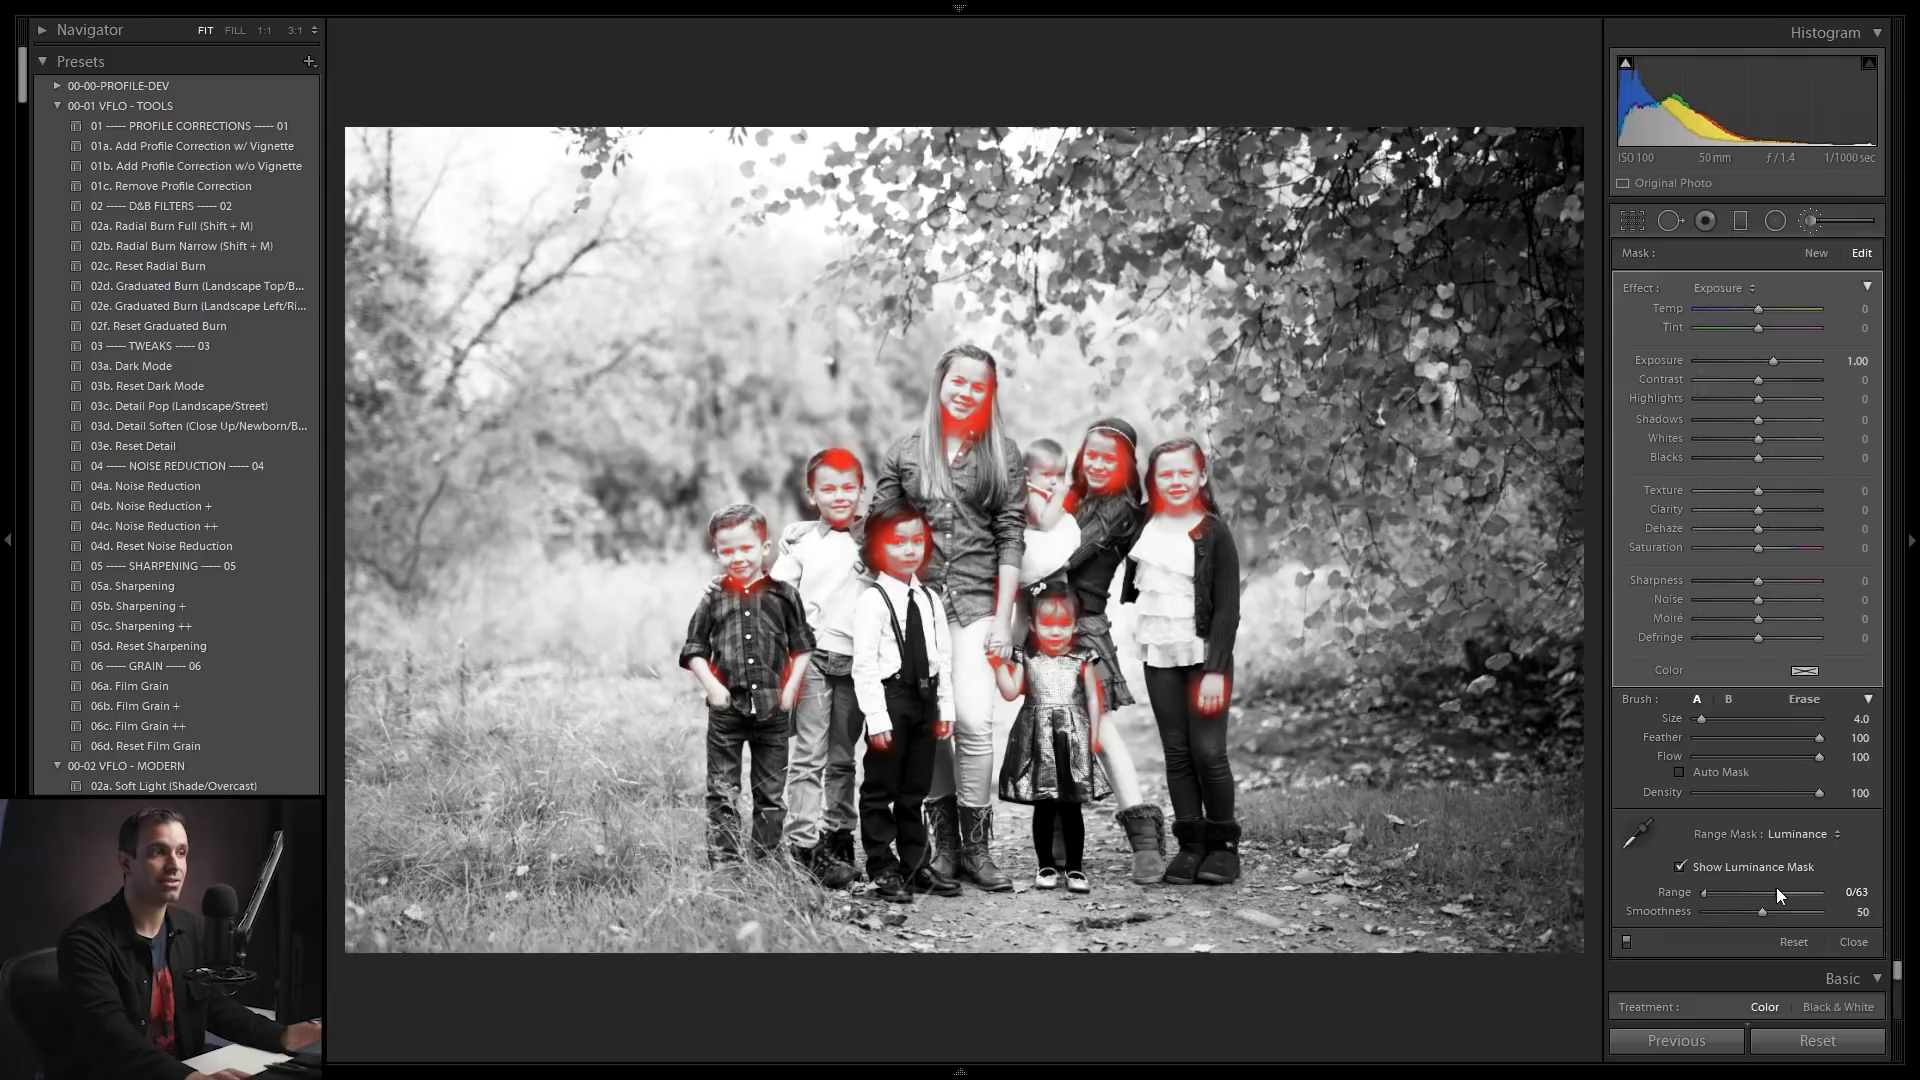 Navigator FIT FILL 1:1 3:1
Presets +
00-00-PROFILE-DEV
00-01 VFLO - TOOLS
01 ----- PROFILE CORRECTIONS ----- 01
01a. Add Profile Correction w/ Vignette
01b. Add Profile Correction w/o Vignette
01c. Remove Profile Correction
02 ----- D&B FILTERS ----- 02
02a. Radial Burn Full (Shift + M)
02b. Radial Burn Narrow (Shift + M)
02c. Reset Radial Burn
02d. Graduated Burn (Landscape Top/B...
02e. Graduated Burn (Landscape Left/Ri...
02f. Reset Graduated Burn
03 ----- TWEAKS ----- 03
03a. Dark Mode
03b. Reset Dark Mode
03c. Detail Pop (Landscape/Street)
03d. Detail Soften (Close Up/Newborn/B...
03e. Reset Detail
04 ----- NOISE REDUCTION ----- 04
04a. Noise Reduction
04b. Noise Reduction +
04c. Noise Reduction ++
04d. Reset Noise Reduction
05 ----- SHARPENING ----- 05
05a. Sharpening
05b. Sharpening +
05c. Sharpening ++
05d. Reset Sharpening
06 ----- GRAIN ----- 06
06a. Film Grain
06b. Film Grain +
06c. Film Grain ++
06d. Reset Film Grain
00-02 VFLO - MODERN
02a. Soft Light (Shade/Overcast)
Histogram
ISO 100 50 mm ƒ / 1.4 1/1000 sec
Original Photo
Mask : New Edit
Effect : Exposure
Temp 0
Tint 0
Exposure 1.00
Contrast 0
Highlights 0
Shadows 0
Whites 0
Blacks 0
Texture 0
Clarity 0
Dehaze 0
Saturation 0
Sharpness 0
Noise 0
Moiré 0
Defringe 0
Color
Brush : A B Erase
Size 4.0
Feather 100
Flow 100
Auto Mask
Density 100
Range Mask : Luminance
Show Luminance Mask
Range 0/63
Smoothness 50
Reset Close
Basic
Treatment : Color Black & White
Previous Reset